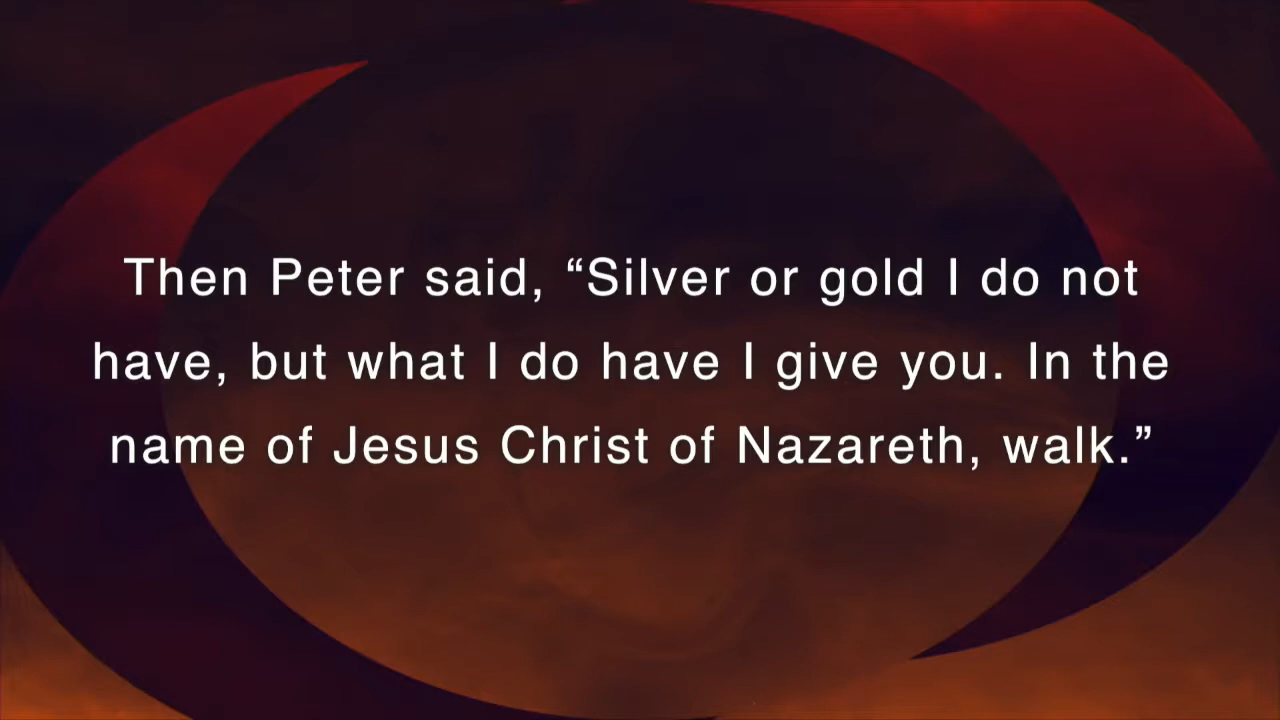 Then Peter said, “Silver or gold I do not
have, but what I do have I give you. In the
name of Jesus Christ of Nazareth, walk.”